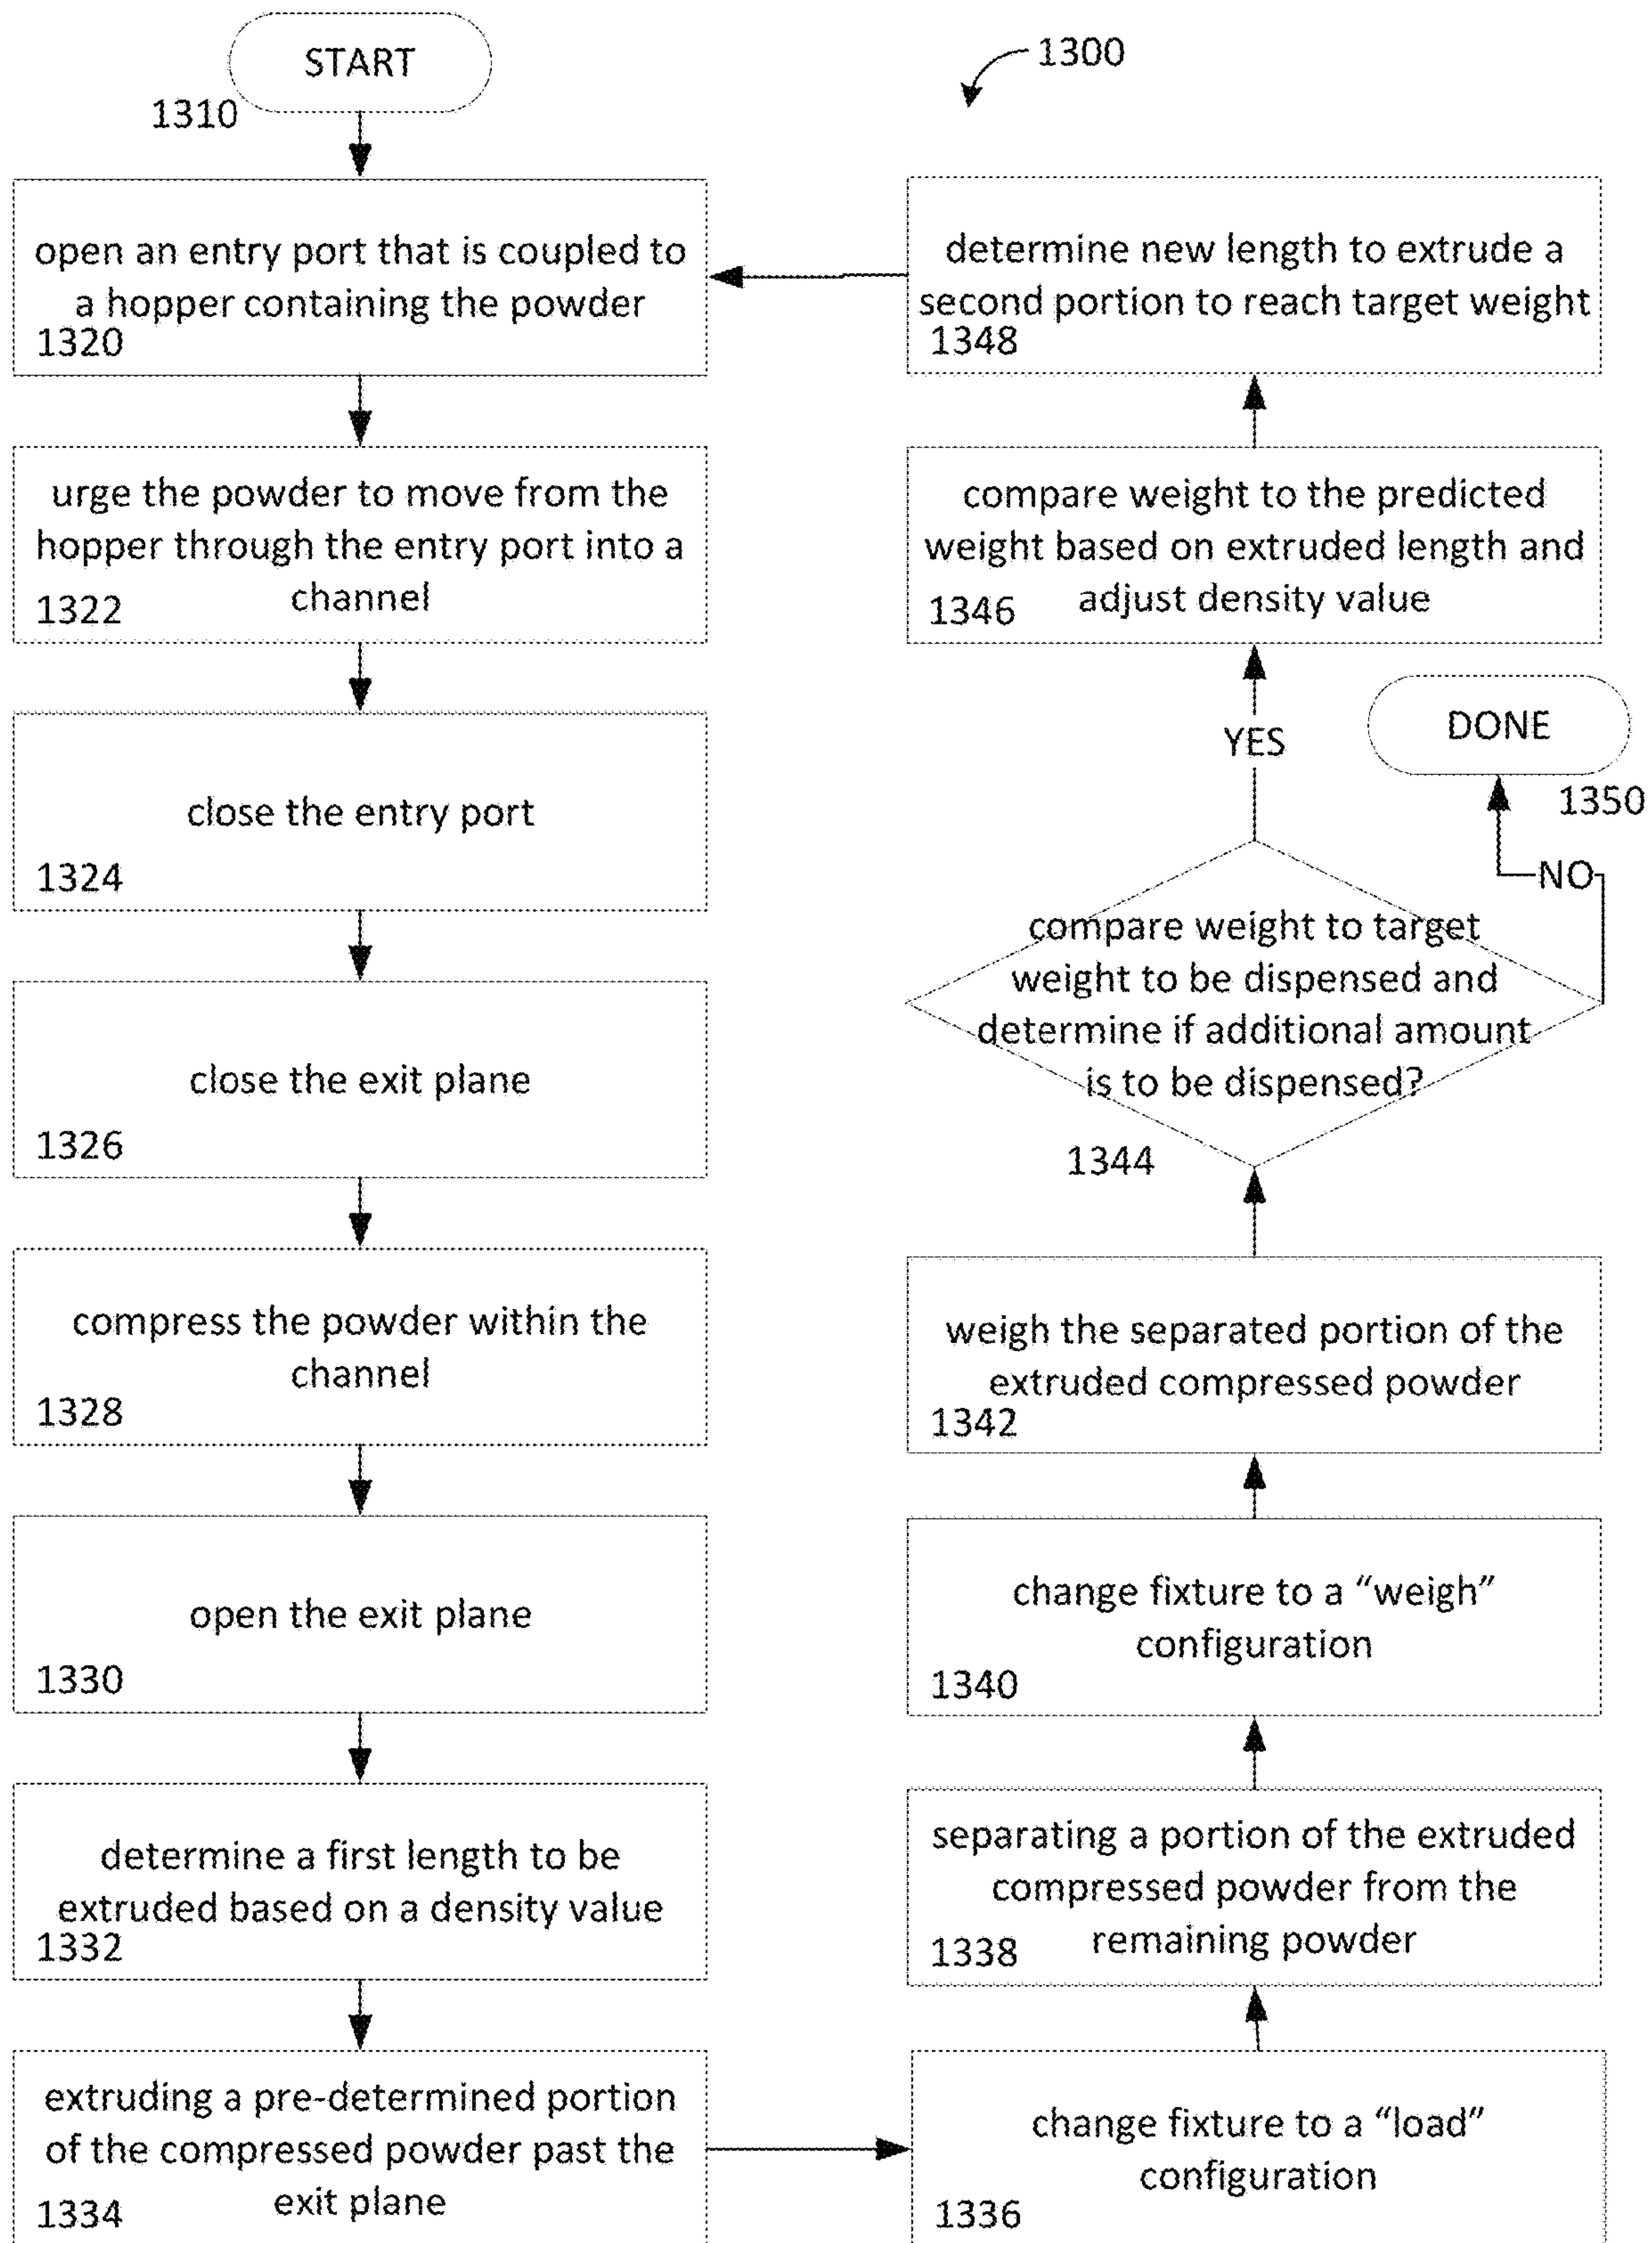 START
1310
1300
open an entry port that is coupled to
a hopper containing the powder
1320
urge the powder to move from the
hopper through the entry port into a
channel
1322
close the entry port
1324
close the exit plane
1326
compress the powder within the
channel
1328
open the exit plane
1330
determine a first length to be
extruded based on a density value
1332
extruding a pre-determined portion
of the compressed powder past the
exit plane
1334
change fixture to a “load”
configuration
1336
separating a portion of the extruded
compressed powder from the
remaining powder
1338
change fixture to a “weigh”
configuration
1340
weigh the separated portion of the
extruded compressed powder
1342
compare weight to target
weight to be dispensed and
determine if additional amount
is to be dispensed?
1344
NO
DONE
1350
YES
compare weight to the predicted
weight based on extruded length and
adjust density value
1346
determine new length to extrude a
second portion to reach target weight
1348